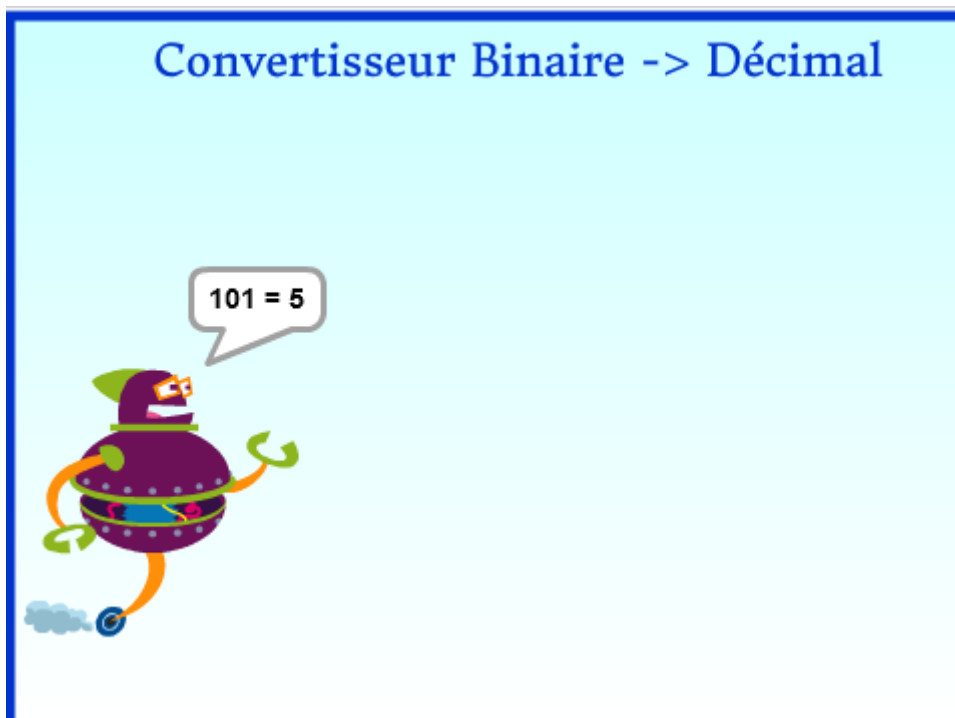 Convertisseur Binaire -> Décimal
101 = 5